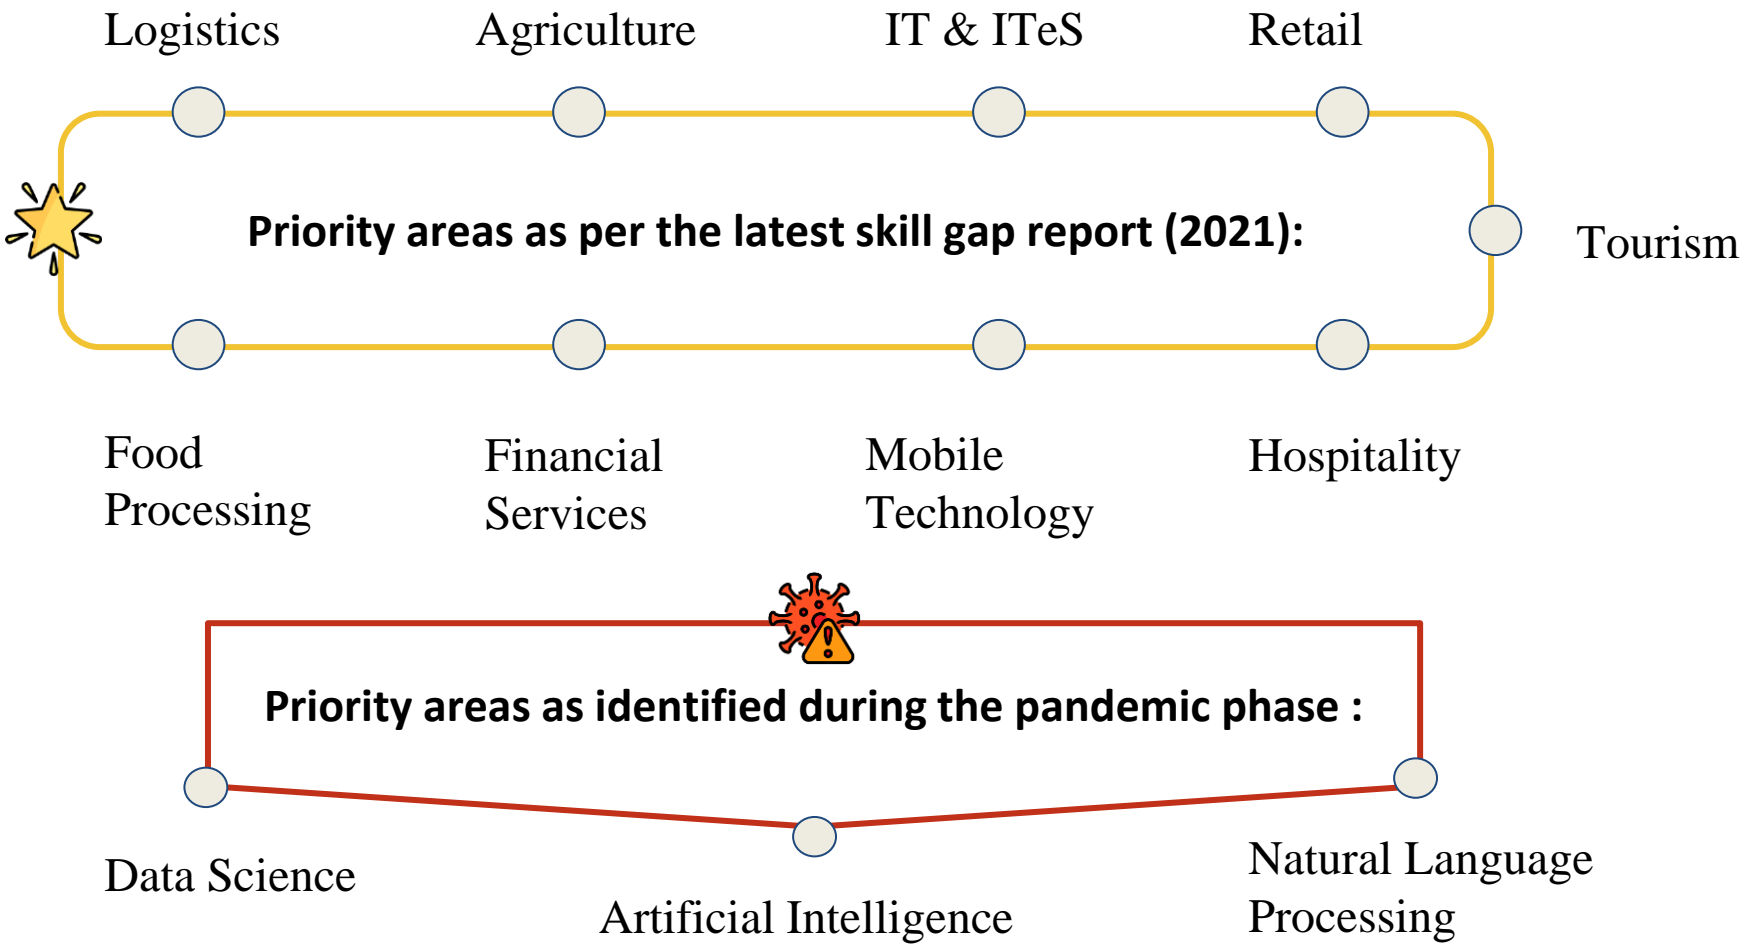 Logistics
Agriculture
IT & ITeS
Retail
Priority areas as per the latest skill gap report (2021):
Tourism
Food
Processing
Financial
Services
Mobile
Technology
Hospitality
Priority areas as identified during the pandemic phase :
Data Science
Artificial Intelligence
Natural Language
Processing